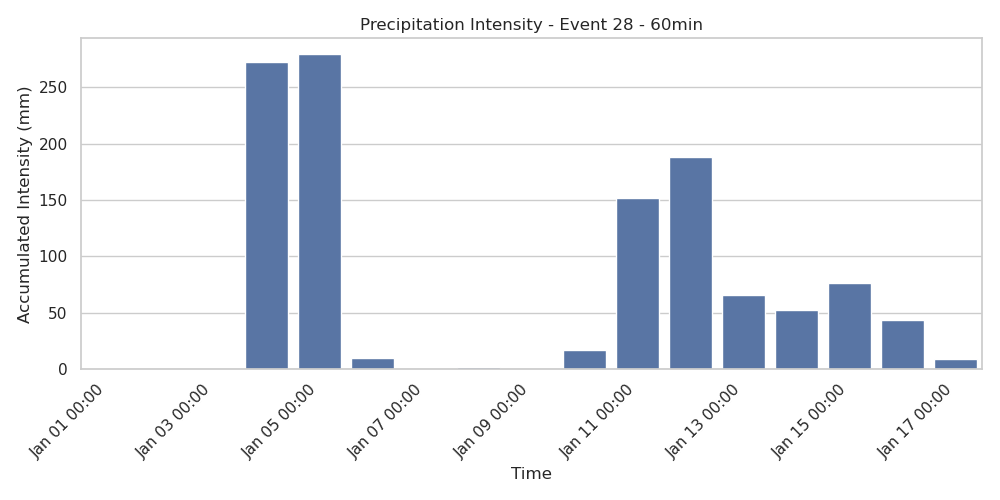 Precipitation Intensity - Event 28 - 60min
Accumulated Intensity (mm)
250
200
150
100
50
0
Jan 01 00:00
Jan 03 00:00
Jan 05 00:00
Jan 07 00:00
Jan 09 00:00
Jan 11 00:00
Jan 13 00:00
Jan 15 00:00
Jan 17 00:00
Time